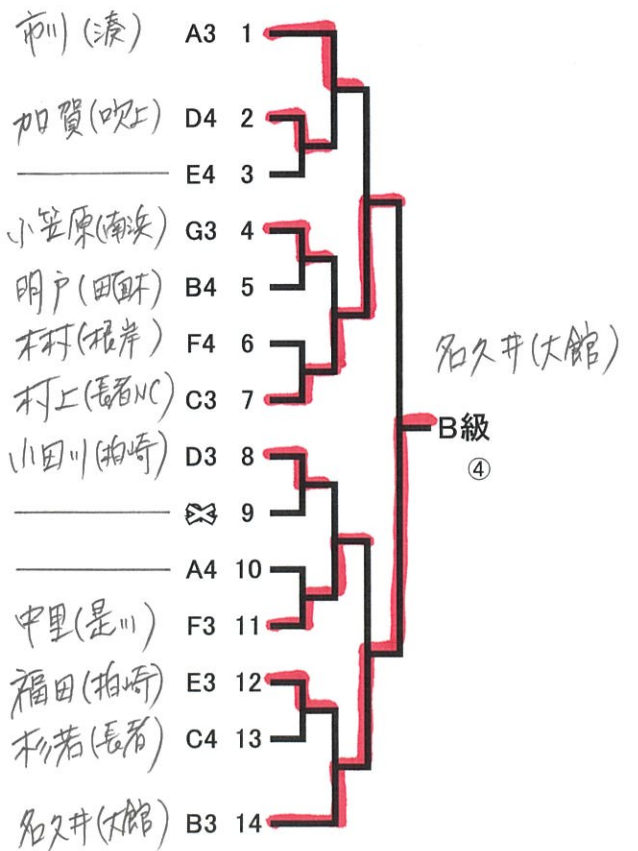 市川(湊) A3 1
加賀(吹上) D4 2
E4 3
小笠原(南浜) G3 4
明戸(田面木) B4 5
木村(根岸) F4 6
村上(長者NC) C3 7
小田川(柏崎) D3 8
9
A4 10
中里(是川) F3 11
福田(柏崎) E3 12
杉若(長者) C4 13
名久井(大館) B3 14
名久井(大館)
B級
④